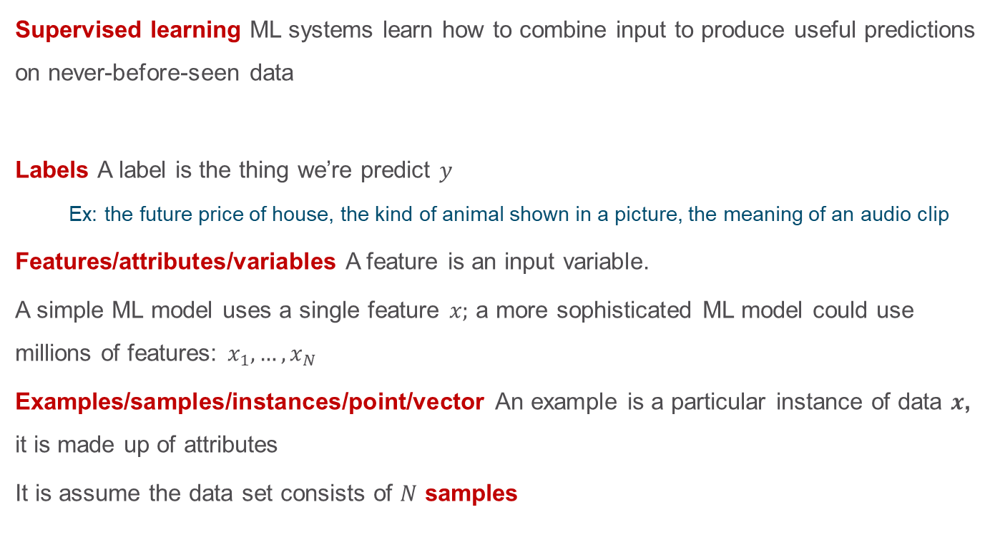 Supervised learning ML systems learn how to combine input to produce useful predictions
on never-before-seen data
Labels A label is the thing we’re predict y
Ex: the future price of house, the kind of animal shown in a picture, the meaning of an audio clip
Features/attributes/variables A feature is an input variable.
A simple ML model uses a single feature x; a more sophisticated ML model could use
millions of features: x₁, … , x_N
Examples/samples/instances/point/vector An example is a particular instance of data x,
it is made up of attributes
It is assume the data set consists of N samples